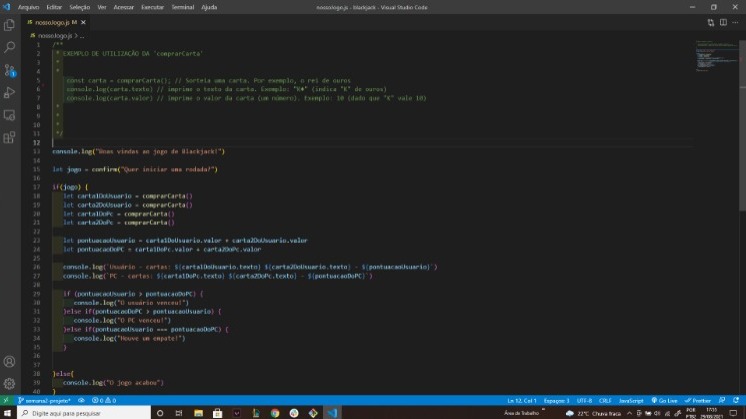 Arquivo Editar Seleção Ver Acessar Executar Terminal Ajuda
nossoJogo.js - blackjack - Visual Studio Code
JS nossoJogo.js M ×
JS nossoJogo.js > ...
1 /**
2 * EXEMPLO DE UTILIZAÇÃO DA 'comprarCarta'
3 *
4 *
5 const carta = comprarCarta(); // Sorteia uma carta. Por exemplo, o rei de ouros
6 console.log(carta.texto) // imprime o texto da carta. Exemplo: "K♦" (indica "K" de ouros)
7 console.log(carta.valor) // imprime o valor da carta (um número). Exemplo: 10 (dado que "K" vale 10)
8 *
9 *
10 *
11 */
12
13 console.log("Boas vindas ao jogo de Blackjack!")
14
15 let jogo = confirm("Quer iniciar uma rodada?")
16
17 if(jogo) {
18 let carta1DoUsuario = comprarCarta()
19 let carta2DoUsuario = comprarCarta()
20 let carta1DoPc = comprarCarta()
21 let carta2DoPc = comprarCarta()
22
23 let pontuacaoUsuario = carta1DoUsuario.valor + carta2DoUsuario.valor
24 let pontuacaoDoPC = carta1DoPc.valor + carta2DoPc.valor
25
26 console.log(`Usuário - cartas: ${carta1DoUsuario.texto} ${carta2DoUsuario.texto} - ${pontuacaoUsuario}`)
27 console.log(`PC - cartas: ${carta1DoPc.texto} ${carta2DoPc.texto} - ${pontuacaoDoPC}`)
28
29 if (pontuacaoUsuario > pontuacaoDoPC) {
30 console.log("O usuário venceu!")
31 }else if(pontuacaoDoPC > pontuacaoUsuario) {
32 console.log("O PC venceu!")
33 }else if(pontuacaoUsuario === pontuacaoDoPC) {
34 console.log("Houve um empate!")
35 }
36
37
38 }else{
39 console.log("O jogo acabou")
40 }
semana2-projeto* 0 0 Ln 12, Col 1 Espaços: 3 UTF-8 CRLF JavaScript Go Live Prettier
Digite aqui para pesquisar Área de Trabalho 22°C Chuva fraca POR PTB2 17:15 29/08/2021